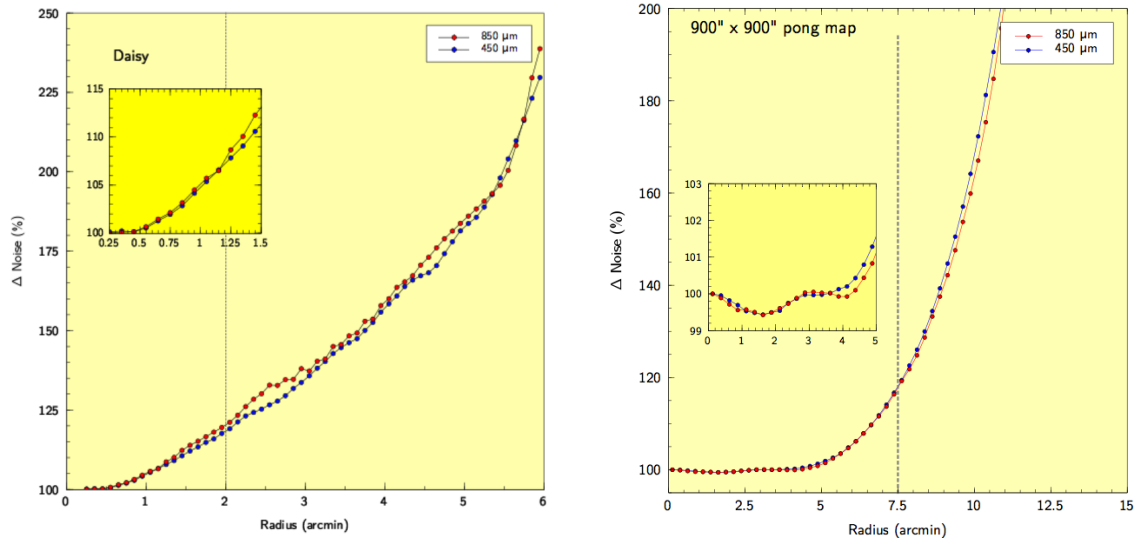 Daisy
850 μm
450 μm
250
225
200
175
150
125
100
Δ Noise (%)
115
110
105
100
0.25 0.5 0.75 1 1.25 1.5
0 1 2 3 4 5 6
Radius (arcmin)
900" x 900" pong map
850 μm
450 μm
200
180
160
140
120
100
Δ Noise (%)
103
102
101
100
99
0 1 2 3 4 5
0 2.5 5 7.5 10 12.5 15
Radius (arcmin)